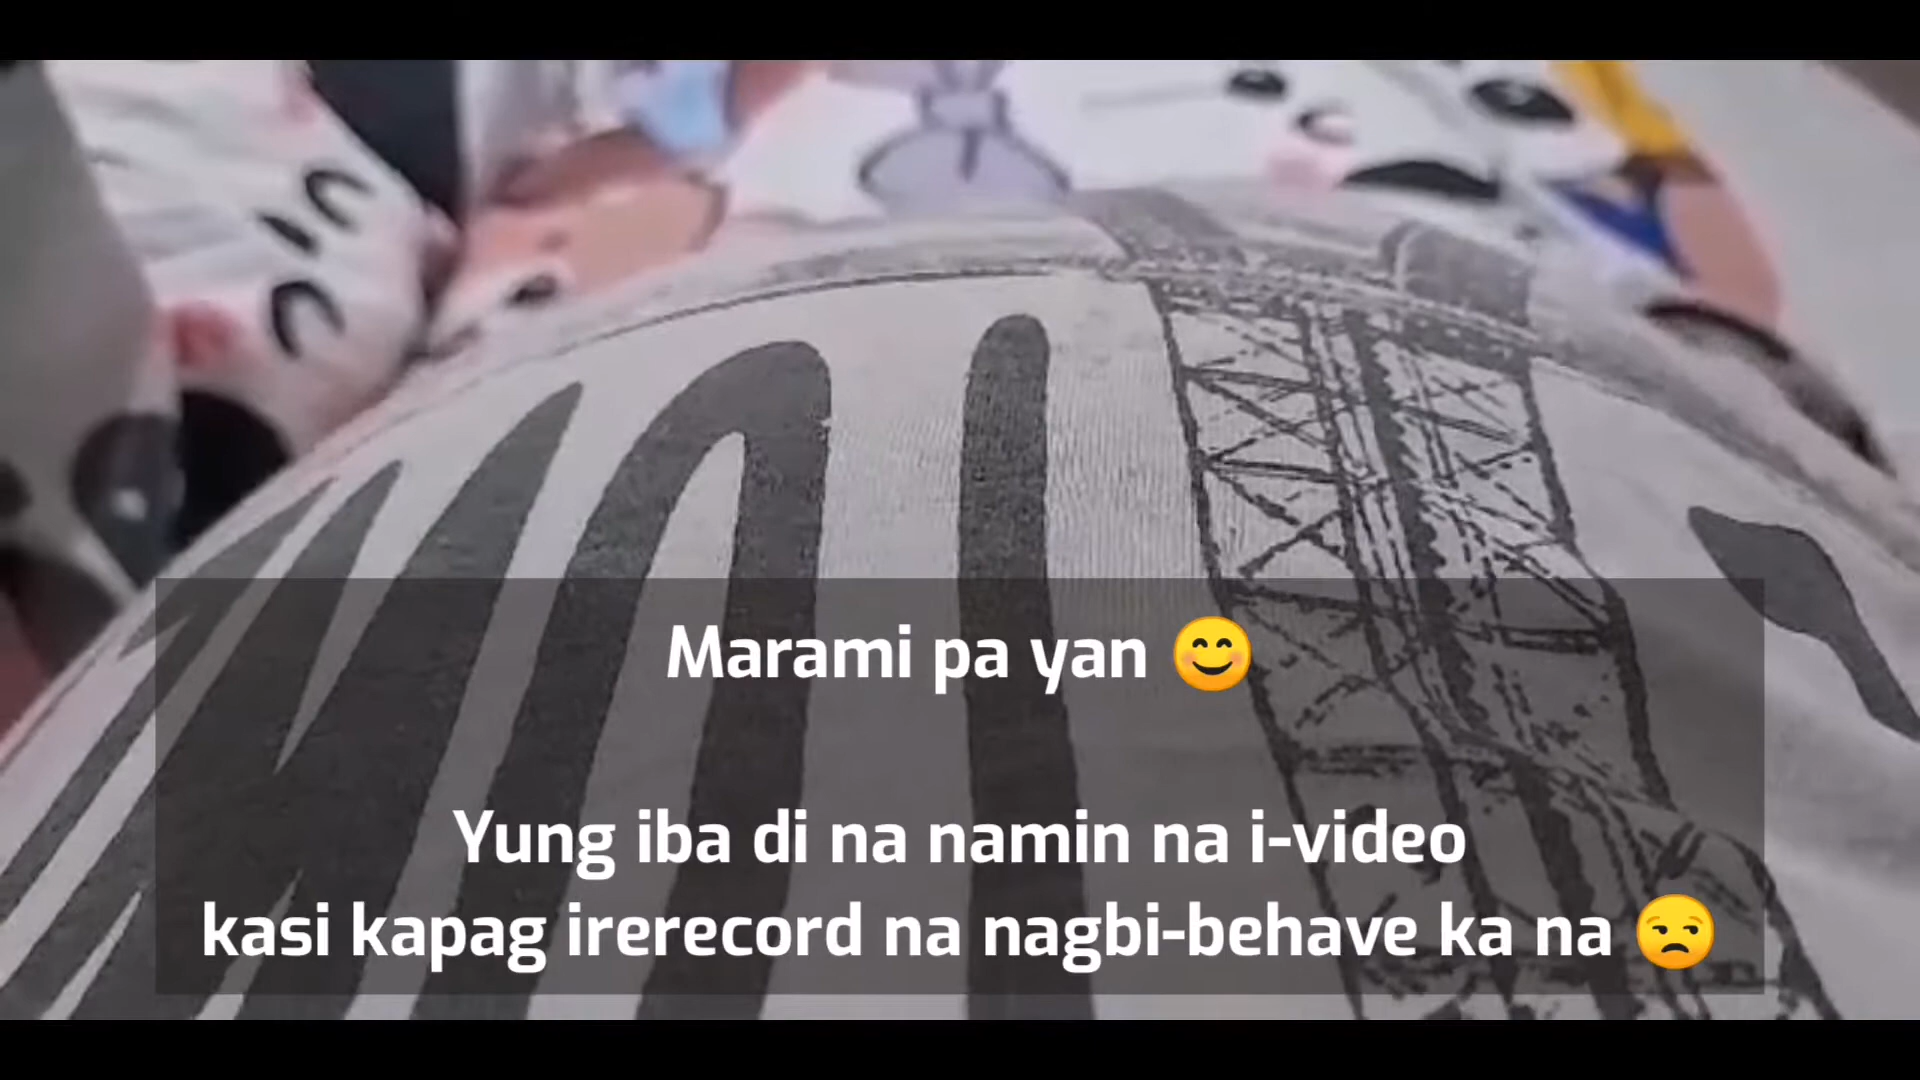 Marami pa yan 😊
Yung iba di na namin na i-video
kasi kapag irerecord na nagbi-behave ka na 😒